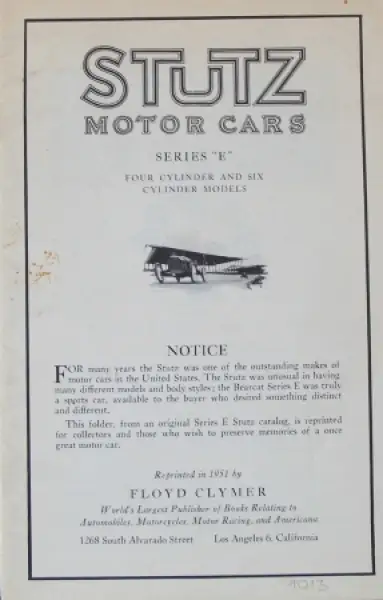 STUTZ
MOTOR CARS
SERIES "E"
FOUR CYLINDER AND SIX
CYLINDER MODELS
NOTICE
FOR many years the Stutz was one of the outstanding makes of
motor cars in the United States. The Stutz was unusual in having
many different models and body styles; the Bearcat Series E was truly
a sports car, available to the buyer who desired something distinct
and different.
This folder, from an original Series E Stutz catalog, is reprinted
for collectors and those who wish to preserve memories of a once
great motor car.
Reprinted in 1951 by
FLOYD CLYMER
World's Largest Publisher of Books Relating to
Automobiles, Motorcycles, Motor Racing, and Americana
1268 South Alvarado Street Los Angeles 6, California
1913